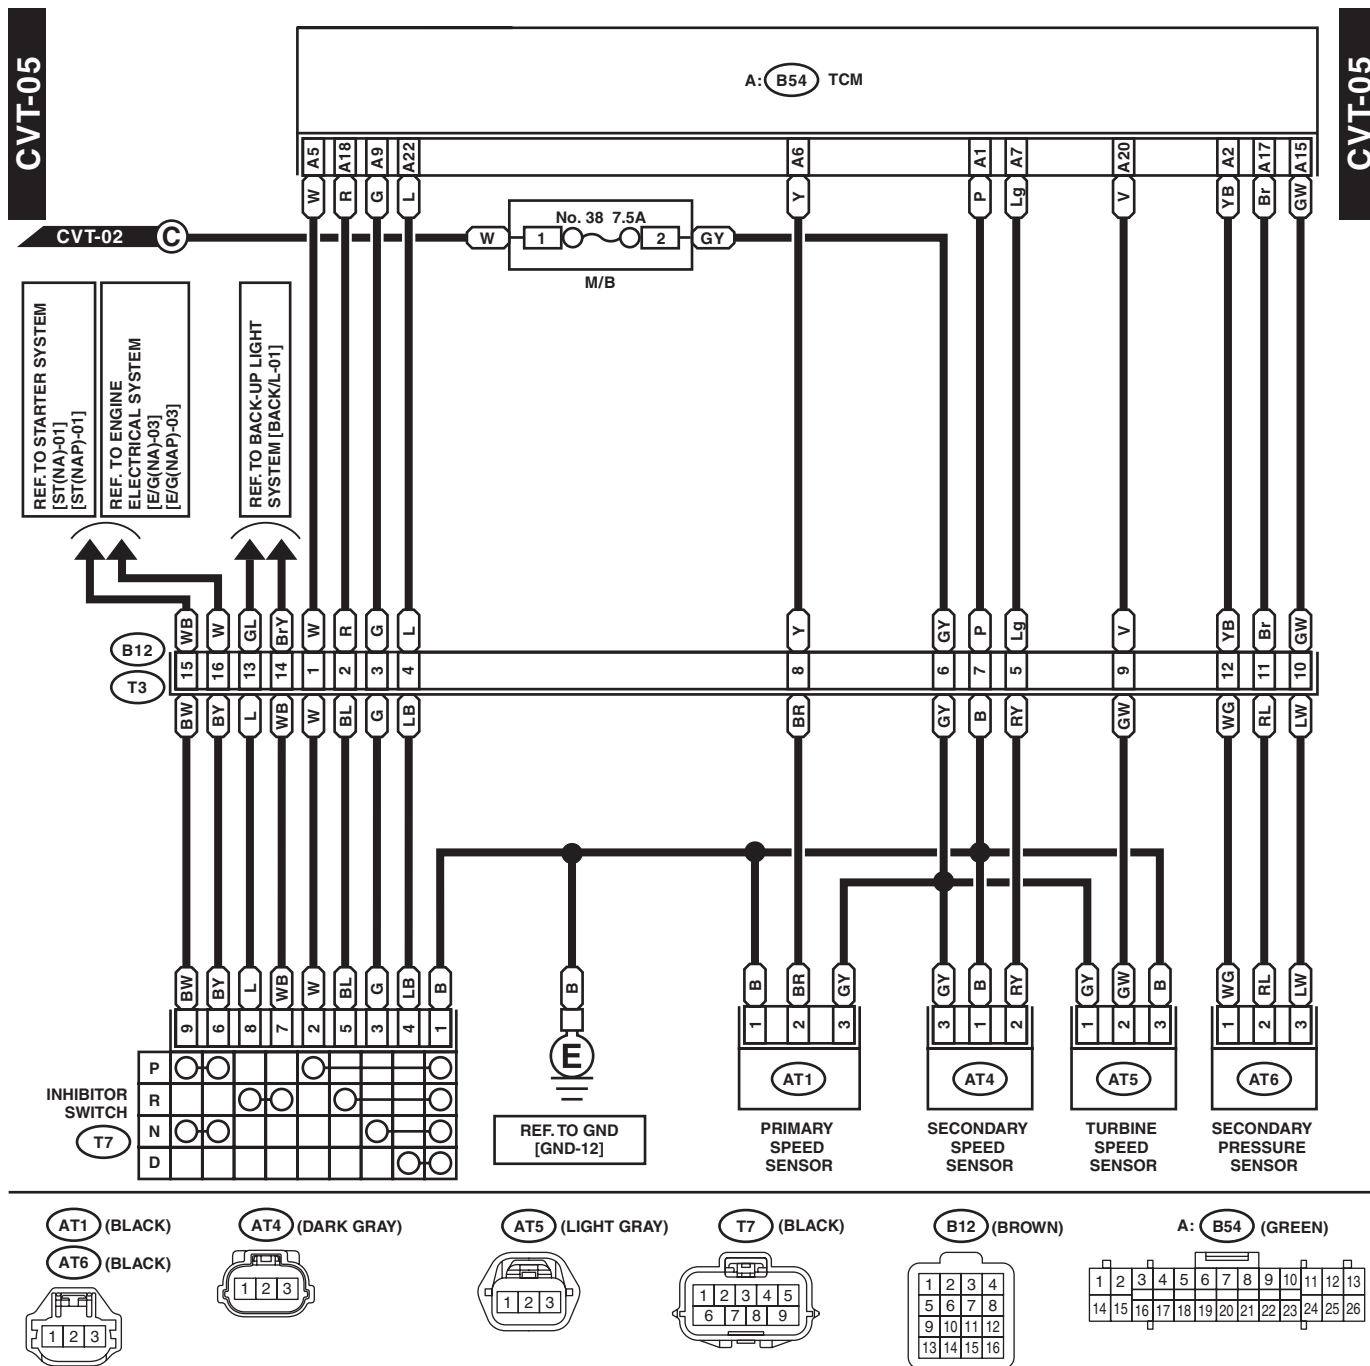 CVT-05
CVT-05
A: B54 TCM
A5 A18 A9 A22 A6 A1 A7 A20 A2 A17 A15
W R G L Y P Lg V YB Br GW
CVT-02 C
W
No. 38 7.5A
1 2
GY
M/B
REF. TO STARTER SYSTEM
[ST(NA)-01]
[ST(NAP)-01]
REF. TO ENGINE
ELECTRICAL SYSTEM
[E/G(NA)-03]
[E/G(NAP)-03]
REF. TO BACK-UP LIGHT
SYSTEM [BACK/L-01]
WB W GL BrY W R G L Y GY P Lg V YB Br GW
B12
15 16 13 14 1 2 3 4 8 6 7 5 9 12 11 10
T3
BW BY L WB W BL G LB BR GY B RY GW WG RL LW
BW BY L WB W BL G LB B B B BR GY GY B RY GY GW B WG RL LW
9 6 8 7 2 5 3 4 1
1 2 3
3 1 2
1 2 3
1 2 3
E
AT1
AT4
AT5
AT6
P
R
N
D
INHIBITOR
SWITCH
T7
REF. TO GND
[GND-12]
PRIMARY
SPEED
SENSOR
SECONDARY
SPEED
SENSOR
TURBINE
SPEED
SENSOR
SECONDARY
PRESSURE
SENSOR
AT1 (BLACK)
AT6 (BLACK)
1 2 3
AT4 (DARK GRAY)
1 2 3
AT5 (LIGHT GRAY)
1 2 3
T7 (BLACK)
1 2 3 4 5
6 7 8 9
B12 (BROWN)
1 2 3 4
5 6 7 8
9 10 11 12
13 14 15 16
A: B54 (GREEN)
1 2 3 4 5 6 7 8 9 10 11 12 13
14 15 16 17 18 19 20 21 22 23 24 25 26